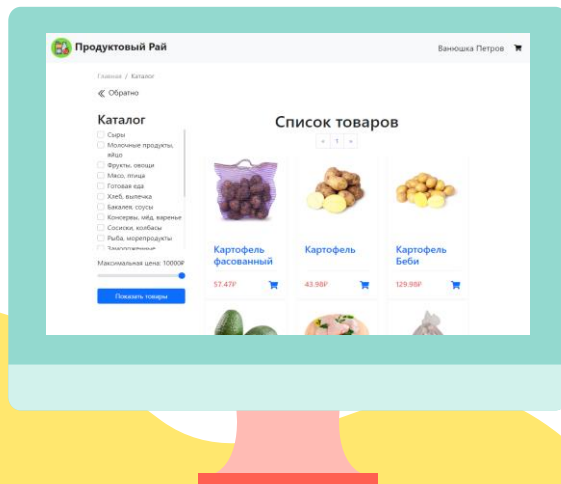 Продуктовый Рай
Ванюшка Петров
Главная / Каталог
≪ Обратно
Каталог
Сыры
Молочные продукты,
яйцо
Фрукты, овощи
Мясо, птица
Готовая еда
Хлеб, выпечка
Бакалея, соусы
Консервы, мёд, варенье
Сосиски, колбасы
Рыба, морепродукты
Замороженные
Максимальная цена: 10000₽
Показать товары
Список товаров
« 1 »
Картофель
фасованный
57.47₽
Картофель
43.98₽
Картофель
Беби
129.98₽